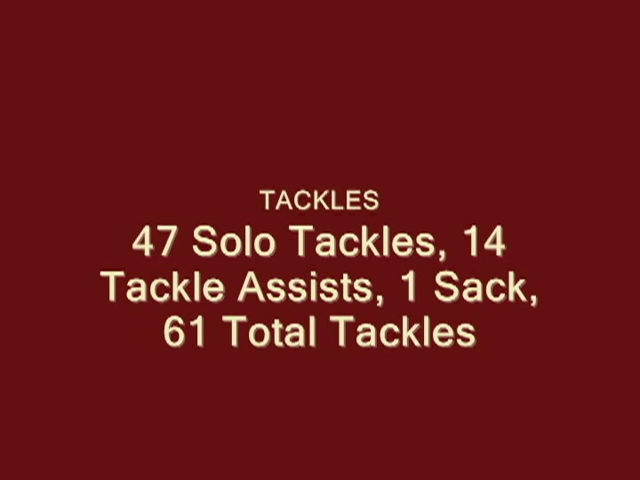 TACKLES
47 Solo Tackles, 14
Tackle Assists, 1 Sack,
61 Total Tackles